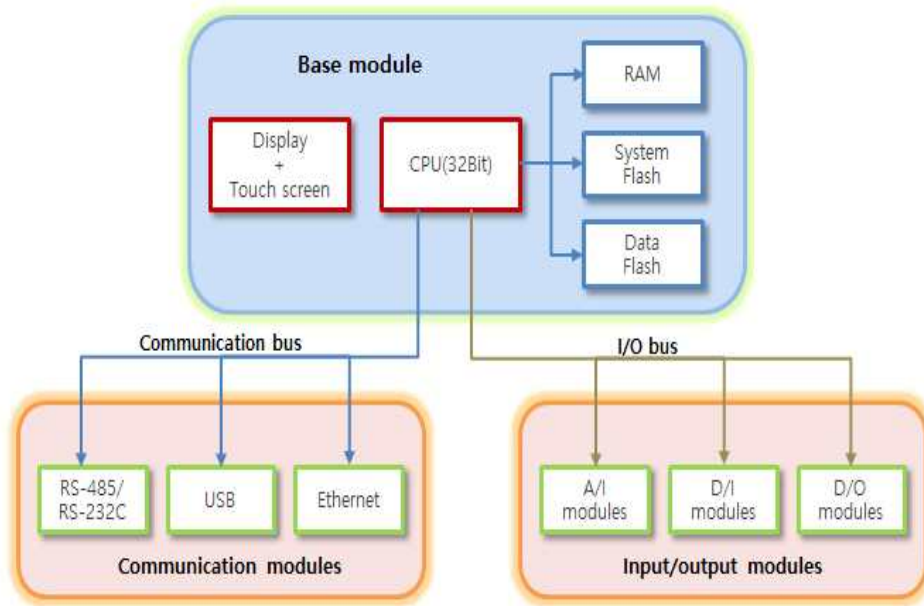 Base module
Display
+
Touch screen
CPU(32Bit)
RAM
System
Flash
Data
Flash
Communication bus
I/O bus
RS-485/
RS-232C
USB
Ethernet
Communication modules
A/I
modules
D/I
modules
D/O
modules
Input/output modules